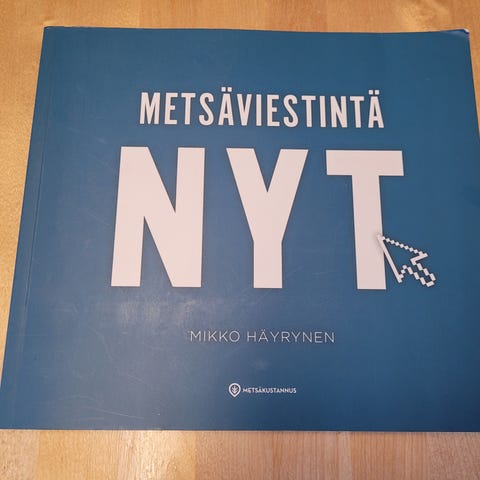 METSÄVIESTINTÄ
NYT
MIKKO HÄYRYNEN
METSÄKUSTANNUS